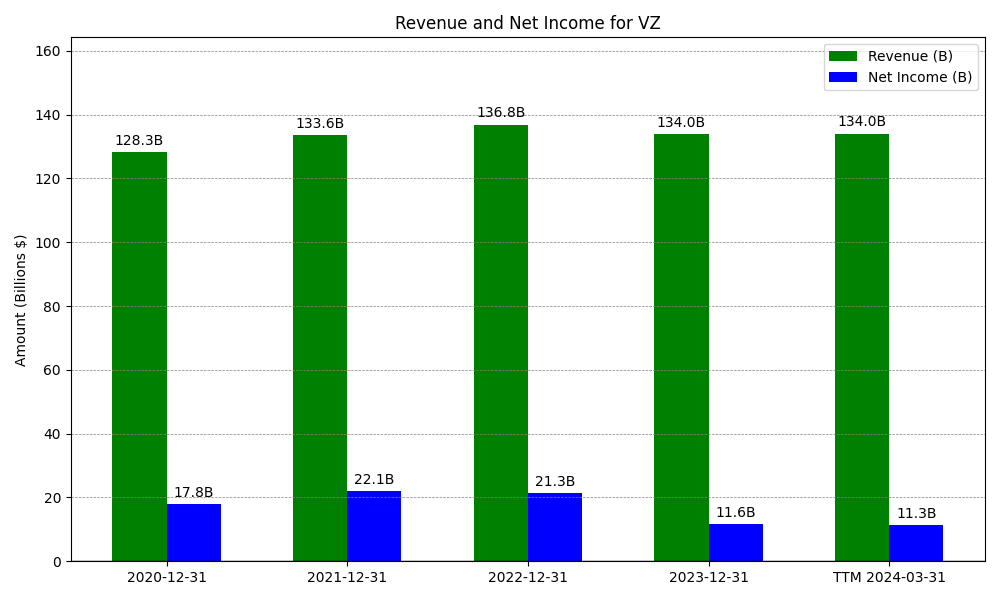 Revenue and Net Income for VZ
Revenue (B)
Net Income (B)
Amount (Billions $)
160
140
120
100
80
60
40
20
0
128.3B
17.8B
133.6B
22.1B
136.8B
21.3B
134.0B
11.6B
134.0B
11.3B
2020-12-31
2021-12-31
2022-12-31
2023-12-31
TTM 2024-03-31